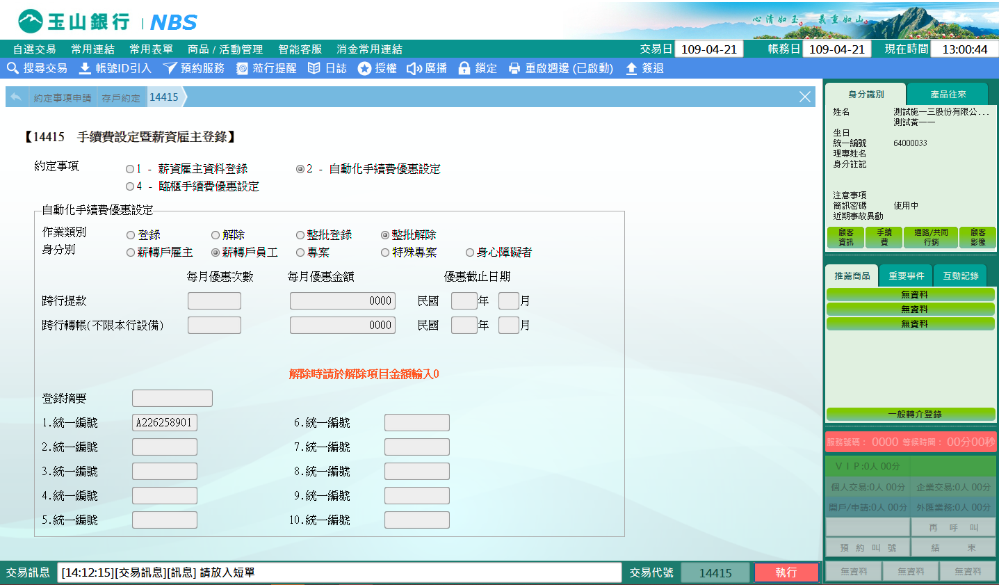 玉山銀行 | NBS
心清如玉 義重如山
自選交易 常用連結 常用表單 商品 / 活動管理 智能客服 消金常用連結 交易日 109-04-21 帳務日 109-04-21 現在時間 13:00:44
搜尋交易 帳號ID引入 預約服務 蒞行提醒 日誌 授權 廣播 鎖定 重啟週邊 (已啟動) 簽退
約定事項申請 存戶約定 14415
【14415 手續費設定暨薪資雇主登錄】
約定事項
1 - 薪資雇主資料登錄 2 - 自動化手續費優惠設定
4 - 臨櫃手續費優惠設定
自動化手續費優惠設定
作業類別 登錄 解除 整批登錄 整批解除
身分別 薪轉戶雇主 薪轉戶員工 專案 特殊專案 身心障礙者
每月優惠次數 每月優惠金額 優惠截止日期
跨行提款 0000 民國 年 月
跨行轉帳(不限本行設備) 0000 民國 年 月
解除時請於解除項目金額輸入0
登錄摘要
1.統一編號 A226258901 6.統一編號
2.統一編號 7.統一編號
3.統一編號 8.統一編號
4.統一編號 9.統一編號
5.統一編號 10.統一編號
交易訊息 [14:12:15][交易訊息][訊息] 請放入短單 交易代號 14415 執行
身分識別 產品往來
姓名 測試施一三股份有限公...
測試黃一一
生日
統一編號 64000033
理專姓名
身分註記
注意事項
簡訊密碼 使用中
近期事故異動
顧客資訊 手續費 通路/共同行銷 顧客影像
推薦商品 重要事件 互動記錄
無資料
無資料
無資料
一般轉介登錄
服務號碼： 0000 等候時間： 00分00秒
ＶＩＰ:0人 00分
個人交易:0人 00分 企業交易:0人 00分
開戶/申請:0人 00分 外匯業務:0人 00分
再 呼 叫
預 約 叫 號 結 束
無資料 無資料 無資料